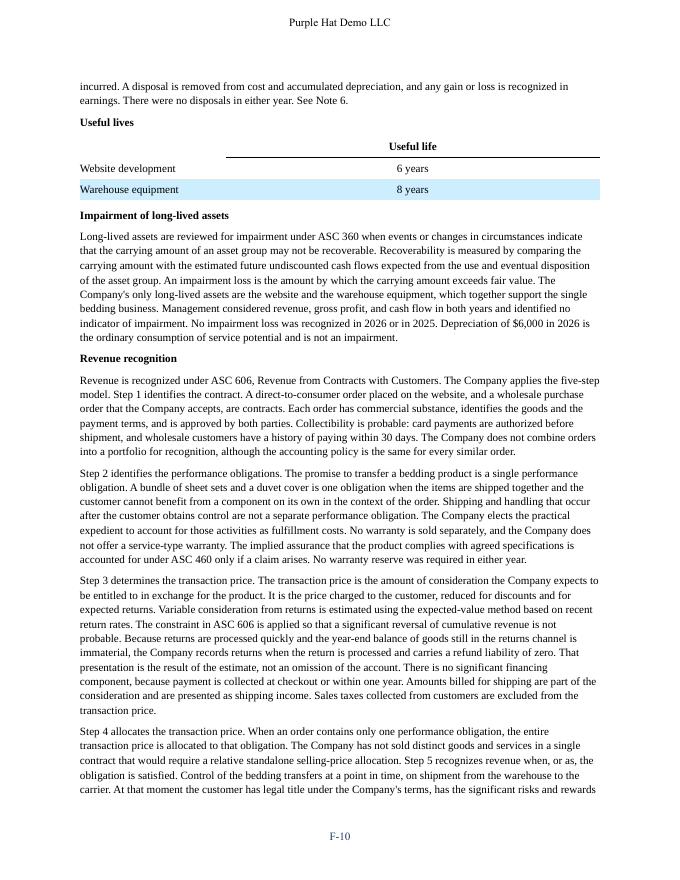 Purple Hat Demo LLC
incurred. A disposal is removed from cost and accumulated depreciation, and any gain or loss is recognized in
earnings. There were no disposals in either year. See Note 6.
Useful lives
Useful life
Website development 6 years
Warehouse equipment 8 years
Impairment of long-lived assets
Long-lived assets are reviewed for impairment under ASC 360 when events or changes in circumstances indicate
that the carrying amount of an asset group may not be recoverable. Recoverability is measured by comparing the
carrying amount with the estimated future undiscounted cash flows expected from the use and eventual disposition
of the asset group. An impairment loss is the amount by which the carrying amount exceeds fair value. The
Company's only long-lived assets are the website and the warehouse equipment, which together support the single
bedding business. Management considered revenue, gross profit, and cash flow in both years and identified no
indicator of impairment. No impairment loss was recognized in 2026 or in 2025. Depreciation of $6,000 in 2026 is
the ordinary consumption of service potential and is not an impairment.
Revenue recognition
Revenue is recognized under ASC 606, Revenue from Contracts with Customers. The Company applies the five-step
model. Step 1 identifies the contract. A direct-to-consumer order placed on the website, and a wholesale purchase
order that the Company accepts, are contracts. Each order has commercial substance, identifies the goods and the
payment terms, and is approved by both parties. Collectibility is probable: card payments are authorized before
shipment, and wholesale customers have a history of paying within 30 days. The Company does not combine orders
into a portfolio for recognition, although the accounting policy is the same for every similar order.
Step 2 identifies the performance obligations. The promise to transfer a bedding product is a single performance
obligation. A bundle of sheet sets and a duvet cover is one obligation when the items are shipped together and the
customer cannot benefit from a component on its own in the context of the order. Shipping and handling that occur
after the customer obtains control are not a separate performance obligation. The Company elects the practical
expedient to account for those activities as fulfillment costs. No warranty is sold separately, and the Company does
not offer a service-type warranty. The implied assurance that the product complies with agreed specifications is
accounted for under ASC 460 only if a claim arises. No warranty reserve was required in either year.
Step 3 determines the transaction price. The transaction price is the amount of consideration the Company expects to
be entitled to in exchange for the product. It is the price charged to the customer, reduced for discounts and for
expected returns. Variable consideration from returns is estimated using the expected-value method based on recent
return rates. The constraint in ASC 606 is applied so that a significant reversal of cumulative revenue is not
probable. Because returns are processed quickly and the year-end balance of goods still in the returns channel is
immaterial, the Company records returns when the return is processed and carries a refund liability of zero. That
presentation is the result of the estimate, not an omission of the account. There is no significant financing
component, because payment is collected at checkout or within one year. Amounts billed for shipping are part of the
consideration and are presented as shipping income. Sales taxes collected from customers are excluded from the
transaction price.
Step 4 allocates the transaction price. When an order contains only one performance obligation, the entire
transaction price is allocated to that obligation. The Company has not sold distinct goods and services in a single
contract that would require a relative standalone selling-price allocation. Step 5 recognizes revenue when, or as, the
obligation is satisfied. Control of the bedding transfers at a point in time, on shipment from the warehouse to the
carrier. At that moment the customer has legal title under the Company's terms, has the significant risks and rewards
F-10